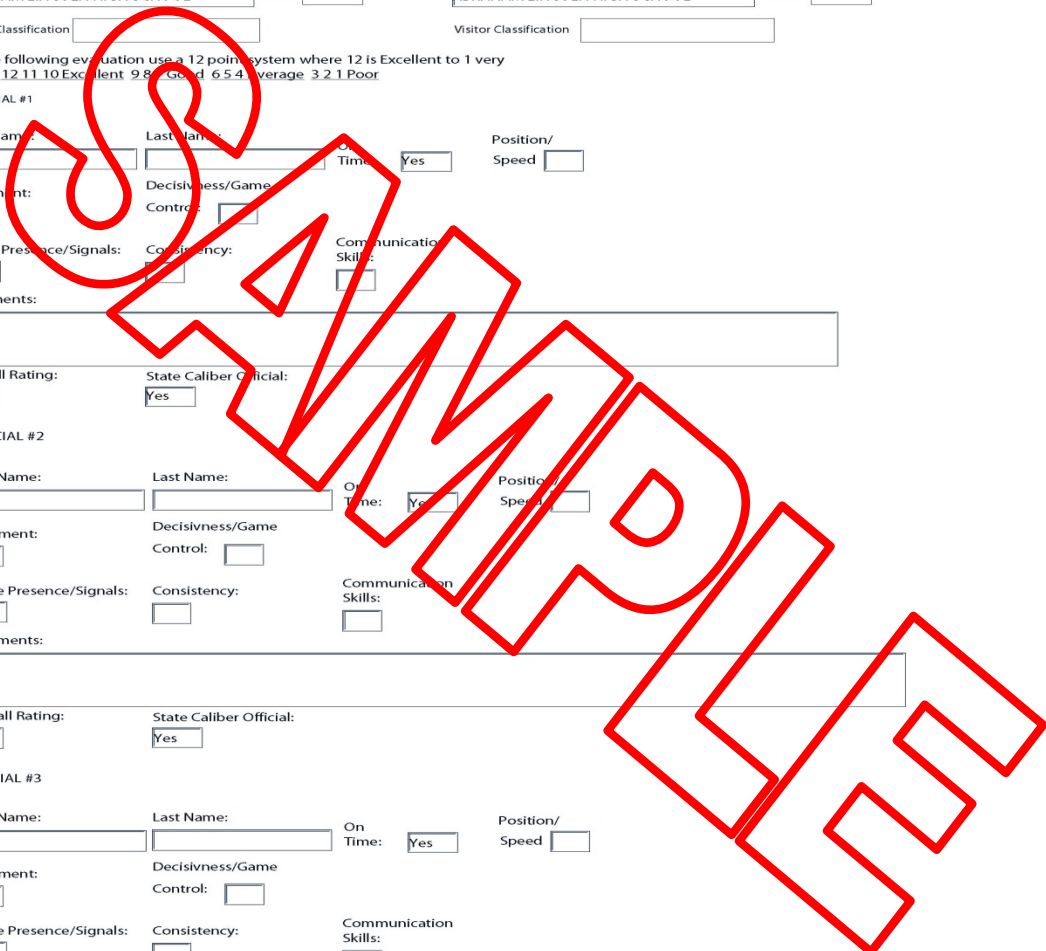 Classification
Visitor Classification
following evaluation use a 12 point system where 12 is Excellent to 1 very
12 11 10 Excellent 9 8 7 Good 6 5 4 Average 3 2 1 Poor
IAL #1
Last Name:
On
Time: Yes
Position/
Speed
Decisivness/Game
Control:
Presence/Signals:
Consistency:
Communication
Skills:
ments:
ll Rating:
State Caliber Official:
Yes
CIAL #2
Name:
Last Name:
On
Time: Yes
Position/
Speed
ment:
Decisivness/Game
Control:
e Presence/Signals:
Consistency:
Communication
Skills:
ments:
all Rating:
State Caliber Official:
Yes
IAL #3
Name:
Last Name:
On
Time: Yes
Position/
Speed
ment:
Decisivness/Game
Control:
e Presence/Signals:
Consistency:
Communication
Skills:
SAMPLE